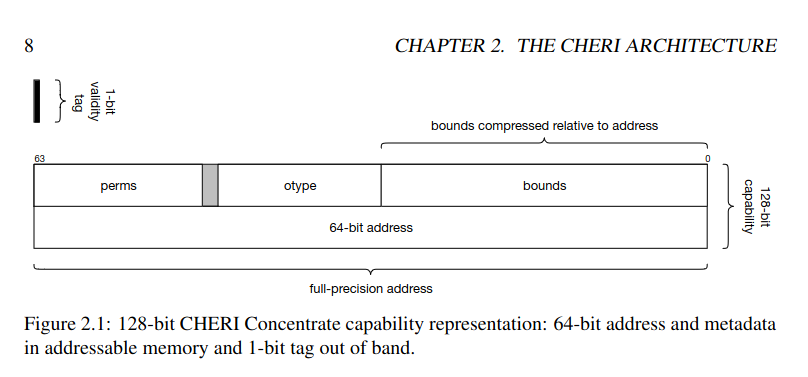 8
CHAPTER 2. THE CHERI ARCHITECTURE
1-bit
validity
tag
bounds compressed relative to address
63
0
perms
otype
bounds
64-bit address
128-bit
capability
full-precision address
Figure 2.1: 128-bit CHERI Concentrate capability representation: 64-bit address and metadata
in addressable memory and 1-bit tag out of band.